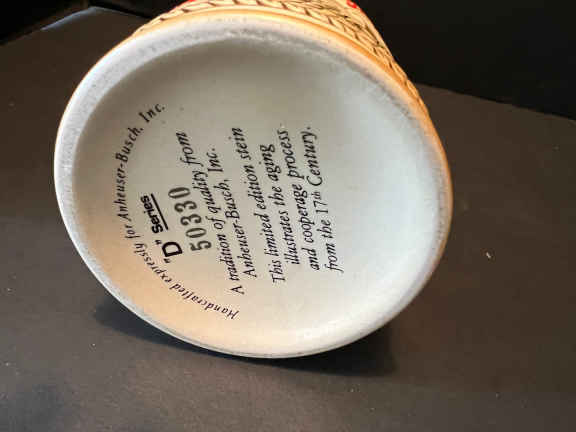 Handcrafted expressly for Anheuser-Busch, Inc.
"D" Series
50330
A tradition of quality from
Anheuser-Busch, Inc.
This limited edition stein
illustrates the aging
and cooperage process
from the 17th Century.